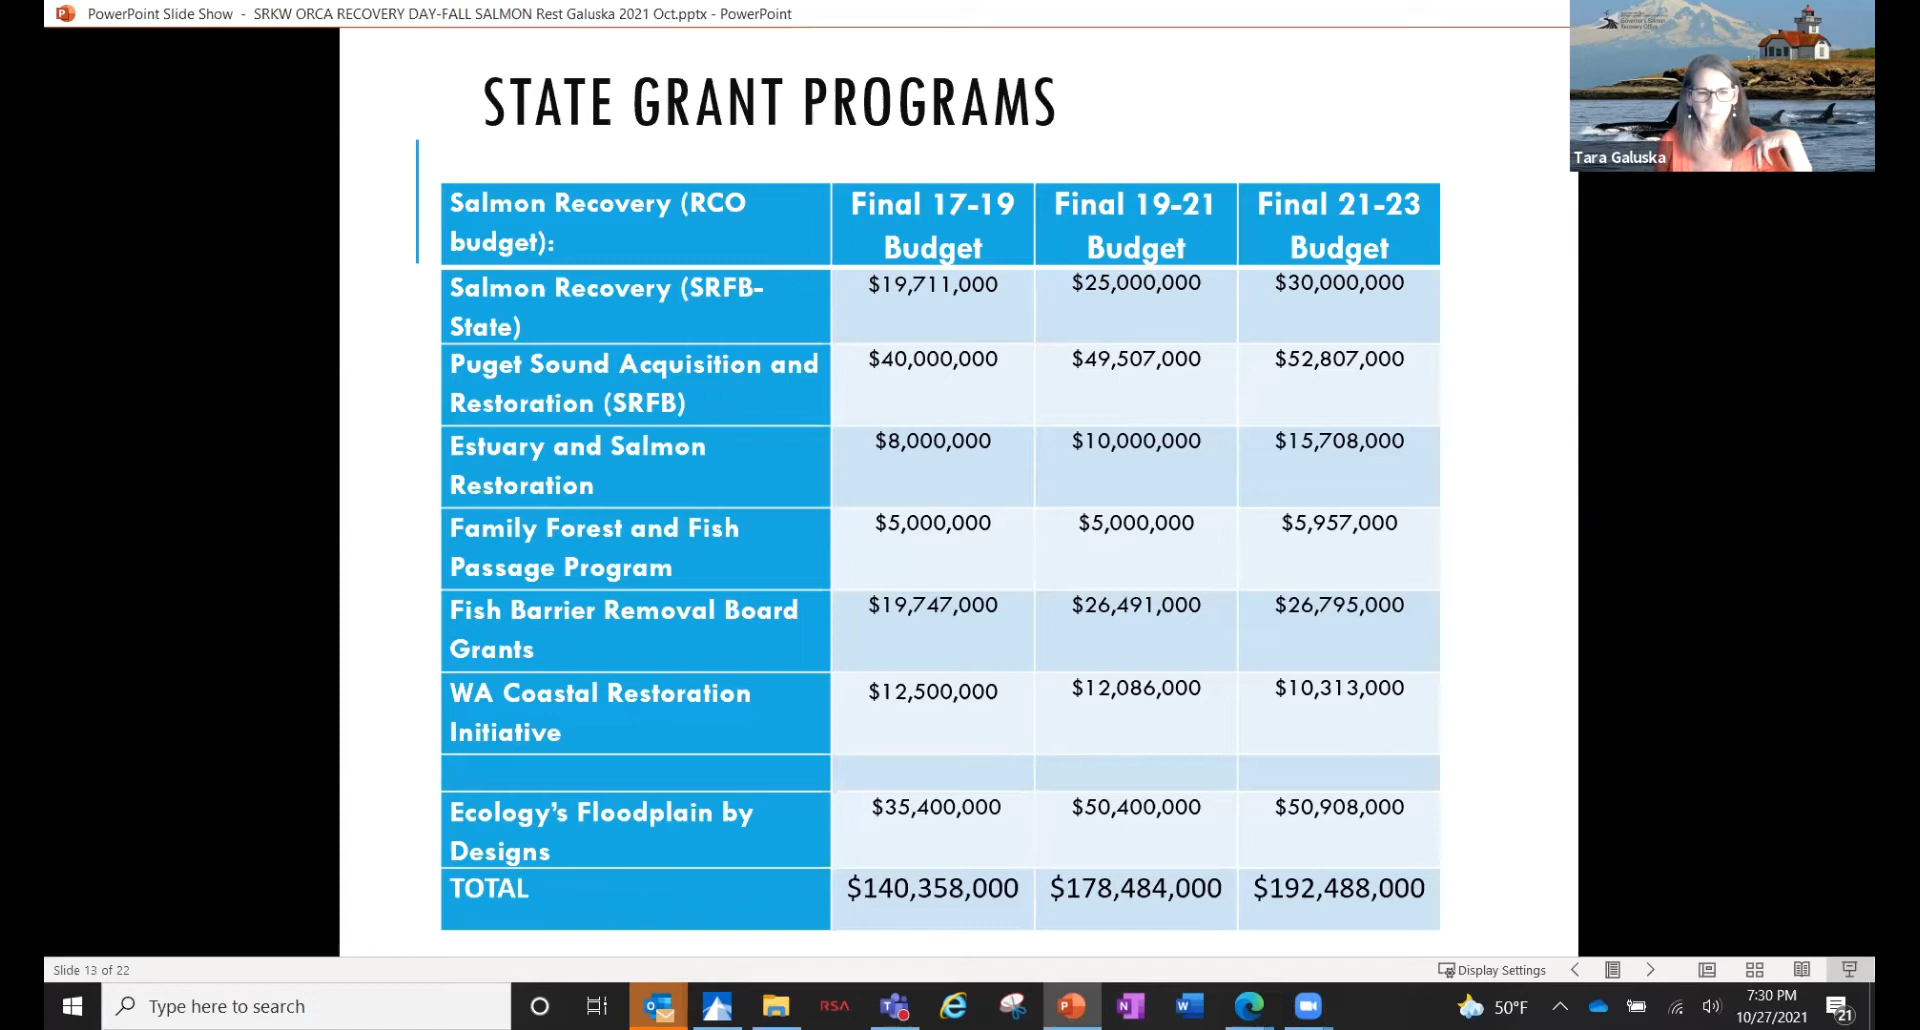 PowerPoint Slide Show - SRKW ORCA RECOVERY DAY-FALL SALMON Rest Galuska 2021 Oct.pptx - PowerPoint
STATE GRANT PROGRAMS
Tara Galuska
Salmon Recovery (RCO
budget):
Final 17-19
Budget
Final 19-21
Budget
Final 21-23
Budget
Salmon Recovery (SRFB-
State)
$19,711,000
$25,000,000
$30,000,000
Puget Sound Acquisition and
Restoration (SRFB)
$40,000,000
$49,507,000
$52,807,000
Estuary and Salmon
Restoration
$8,000,000
$10,000,000
$15,708,000
Family Forest and Fish
Passage Program
$5,000,000
$5,000,000
$5,957,000
Fish Barrier Removal Board
Grants
$19,747,000
$26,491,000
$26,795,000
WA Coastal Restoration
Initiative
$12,500,000
$12,086,000
$10,313,000
Ecology's Floodplain by
Designs
$35,400,000
$50,400,000
$50,908,000
TOTAL
$140,358,000
$178,484,000
$192,488,000
Slide 13 of 22
Display Settings
Type here to search
RSA
50°F
7:30 PM
10/27/2021
21